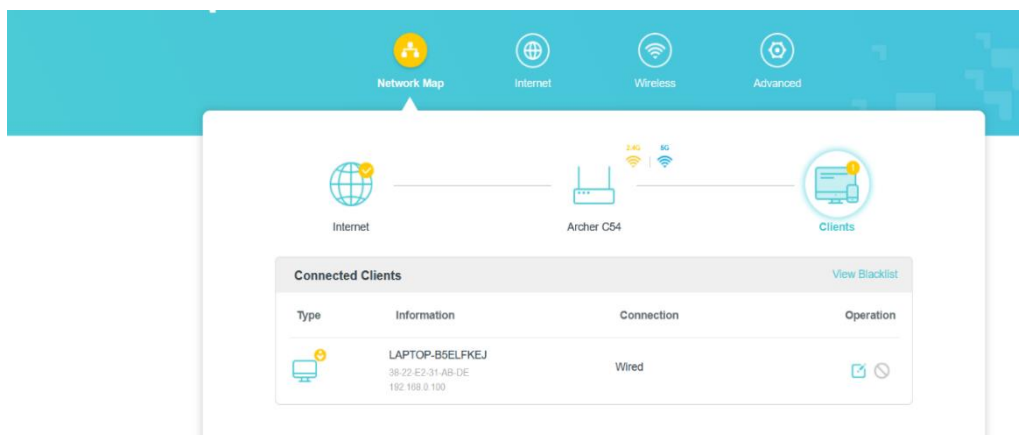 Network Map
Internet
Wireless
Advanced
2.4G
5G
Internet
Archer C54
1
Clients
Connected Clients
View Blacklist
Type
Information
Connection
Operation
LAPTOP-B5ELFKEJ
Wired
38-22-E2-31-AB-DE
192.168.0.100